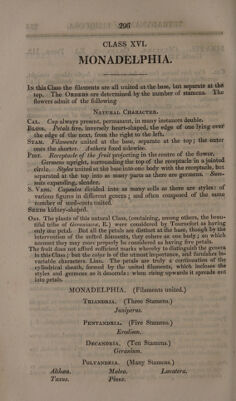 296
CLASS XVI.
MONADELPHIA.
In this Class the filaments are all united at the base, but separate at the
top. The Orders are determined by the number of stamens. The
flowers admit of the following
Natural Character.
Cal. Cup always present, permanent, in many instances double.
Bloss. Petals five, inversely heart-shaped, the edge of one lying over
the edge of the next, from the right to the left.
Stam. Filaments united at the base, separate at the top; the outer
ones the shorter. Anthers fixed sidewise.
Pist. Receptacle of the fruit projecting in the centre of the flower.
Germens upright, surrounding the top of the receptacle in a jointed
circle. Styles united at the base into one body with the receptacle, but
separated at the top into as many parts as there are germens. Summits
expanding, slender.
S. Vess. Capsules divided into as many cells as there are styles: of
various figures in different genera; and often composed of the same
number of seed-coats united.
Seeds kidney-shaped.
Obs. The plants of this natural Class, (containing, among others, the beautiful
tribe of Geraniums, E.) were considered by Tournefort as having
only one petal. But all the petals are distinct at the base, though by the
intervention of the united filaments, they cohere as one body; on which
account they may more properly be considered as having five petals.
The fruit does not afford sufficient marks whereby to distinguish the genera
in this Class; but the calyx is of the utmost importance, and furnishes invariable
characters: Linn. The petals are truly a continuation of the
cylindrical sheath, formed by the united filaments, which incloses the
styles and germens as it descends: when rising upwards it spreads out
into petals.
MONADELPHIA. (Filaments united.)
Triandria. (Three Stamens.)
Juniperus.
Pentandria. (Five Stamens.)
Erodium.
Decandria. (Ten Stamens.)
Geranium.
Polyandria. (Many Stamens.)
Althæa. Malva. Lavatera.
Taxus. Pinus.